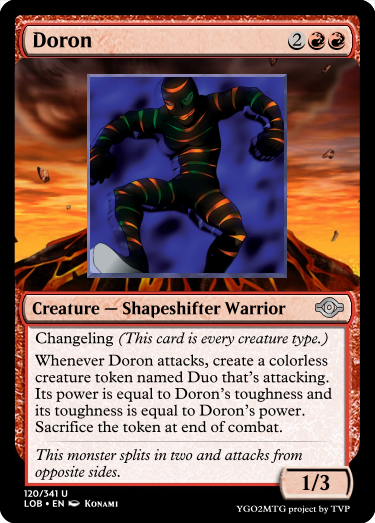 Doron 2
Creature — Shapeshifter Warrior
Changeling (This card is every creature type.)
Whenever Doron attacks, create a colorless
creature token named Duo that's attacking.
Its power is equal to Doron's toughness and
its toughness is equal to Doron's power.
Sacrifice the token at end of combat.
This monster splits in two and attacks from
opposite sides.
1/3
120/341 U
LOB • EN Konami
YGO2MTG project by TVP